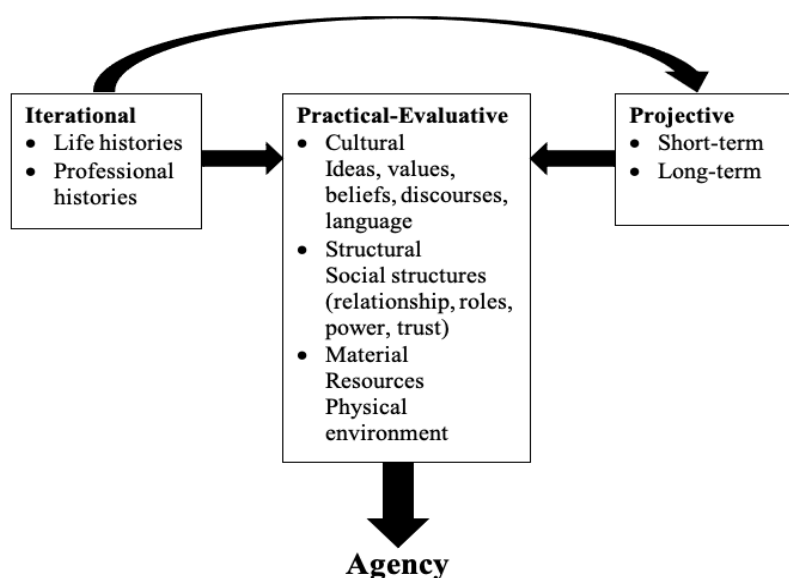 Iterational
• Life histories
• Professional
histories
Practical-Evaluative
• Cultural
Ideas, values,
beliefs, discourses,
language
• Structural
Social structures
(relationship, roles,
power, trust)
• Material
Resources
Physical
environment
Projective
• Short-term
• Long-term
Agency